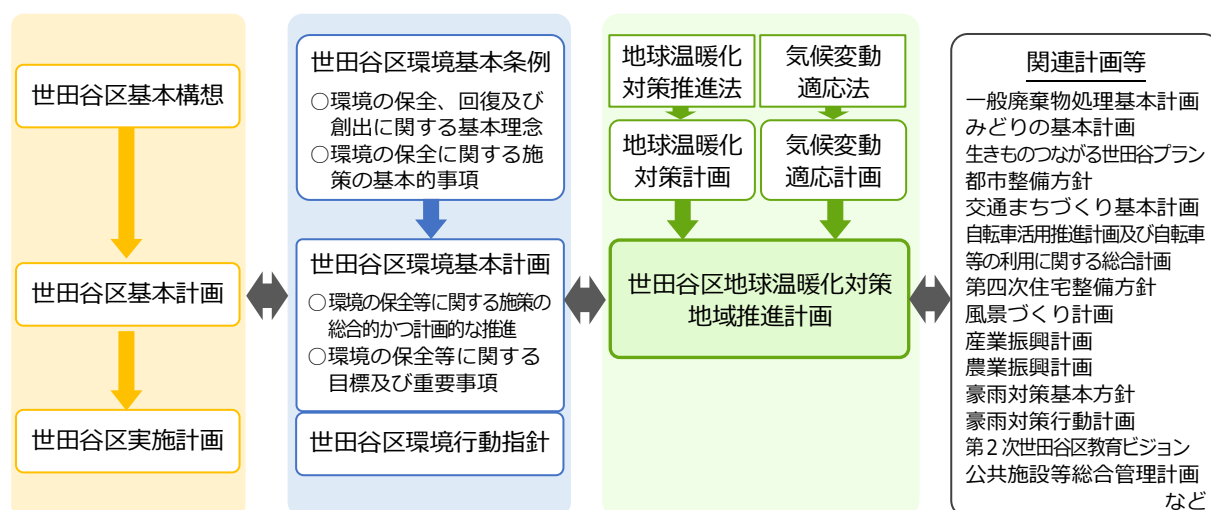 世田谷区基本構想
世田谷区基本計画
世田谷区実施計画
世田谷区環境基本条例
○環境の保全、回復及び
創出に関する基本理念
○環境の保全に関する施
策の基本的事項
世田谷区環境基本計画
○環境の保全等に関する施策の
総合的かつ計画的な推進
○環境の保全等に関する
目標及び重要事項
世田谷区環境行動指針
地球温暖化
対策推進法
気候変動
適応法
地球温暖化
対策計画
気候変動
適応計画
世田谷区地球温暖化対策
地域推進計画
関連計画等
一般廃棄物処理基本計画
みどりの基本計画
生きものつながる世田谷プラン
都市整備方針
交通まちづくり基本計画
自転車活用推進計画及び自転車
等の利用に関する総合計画
第四次住宅整備方針
風景づくり計画
産業振興計画
農業振興計画
豪雨対策基本方針
豪雨対策行動計画
第2次世田谷区教育ビジョン
公共施設等総合管理計画
など